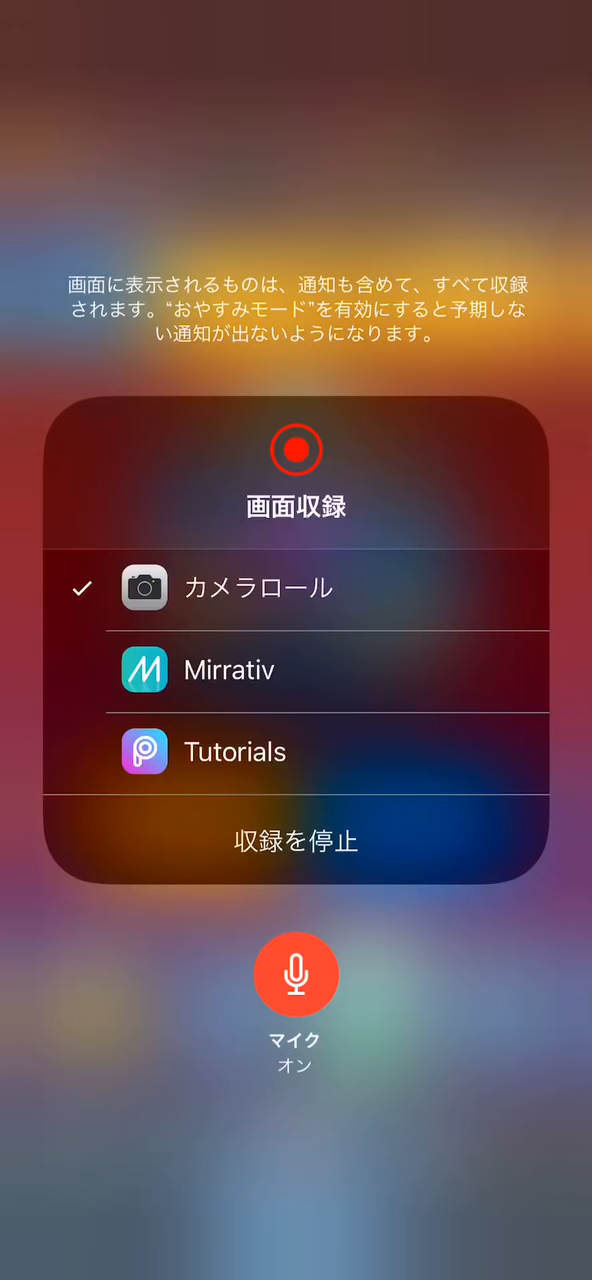 画面に表示されるものは、通知も含めて、すべて収録
されます。“おやすみモード”を有効にすると予期しな
い通知が出ないようになります。
画面収録
カメラロール
Mirrativ
Tutorials
収録を停止
マイク
オン